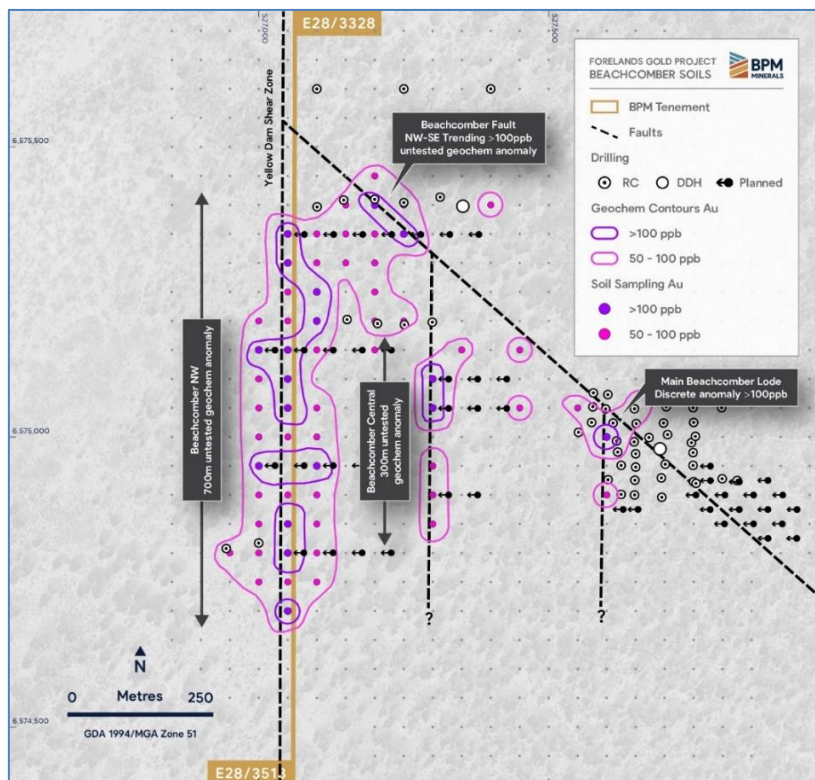 E28/3328
527,000
527,500
6,575,500
6,575,000
6,574,500
Yellow Dam Shear Zone
Beachcomber Fault
NW-SE Trending >100ppb
untested geochem anomaly
FORELANDS GOLD PROJECT
BEACHCOMBER SOILS
BPM
MINERALS
BPM Tenement
Faults
Drilling
RC
DDH
Planned
Geochem Contours Au
>100 ppb
50 - 100 ppb
Soil Sampling Au
>100 ppb
50 - 100 ppb
Beachcomber NW
700m untested geochem anomaly
Beachcomber Central
300m untested
geochem anomaly
Main Beachcomber Lode
Discrete anomaly >100ppb
?
?
N
0 Metres 250
GDA 1994/MGA Zone 51
E28/3513